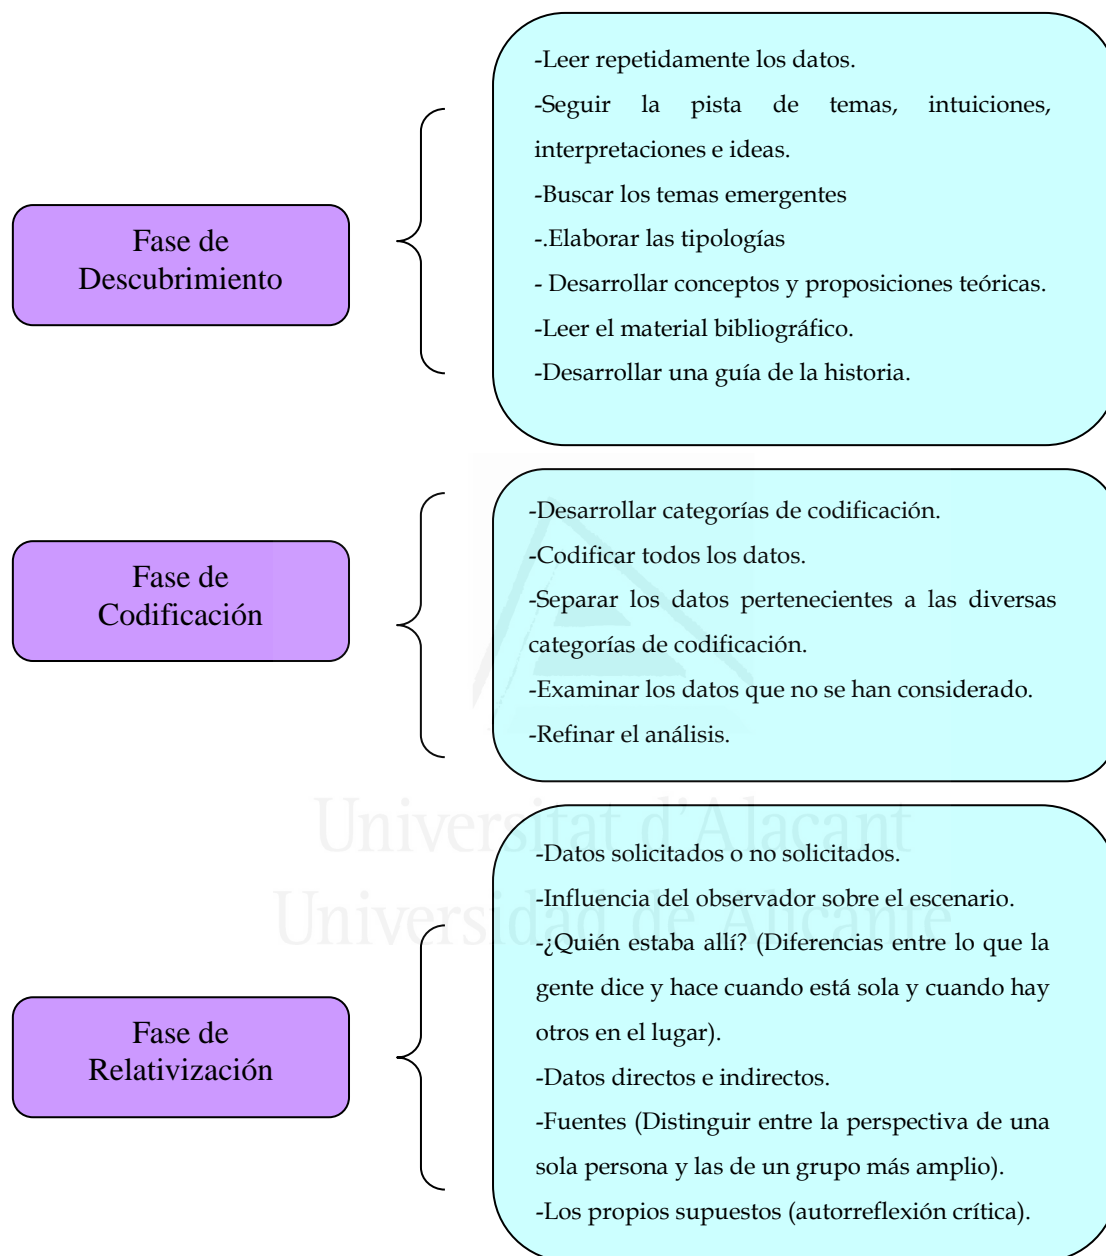 Fase de
Descubrimiento
-Leer repetidamente los datos.
-Seguir la pista de temas, intuiciones,
interpretaciones e ideas.
-Buscar los temas emergentes
-.Elaborar las tipologías
- Desarrollar conceptos y proposiciones teóricas.
-Leer el material bibliográfico.
-Desarrollar una guía de la historia.
Fase de
Codificación
-Desarrollar categorías de codificación.
-Codificar todos los datos.
-Separar los datos pertenecientes a las diversas
categorías de codificación.
-Examinar los datos que no se han considerado.
-Refinar el análisis.
Universitat d'Alacant
Universidad de Alicante
Fase de
Relativización
-Datos solicitados o no solicitados.
-Influencia del observador sobre el escenario.
-¿Quién estaba allí? (Diferencias entre lo que la
gente dice y hace cuando está sola y cuando hay
otros en el lugar).
-Datos directos e indirectos.
-Fuentes (Distinguir entre la perspectiva de una
sola persona y las de un grupo más amplio).
-Los propios supuestos (autorreflexión crítica).